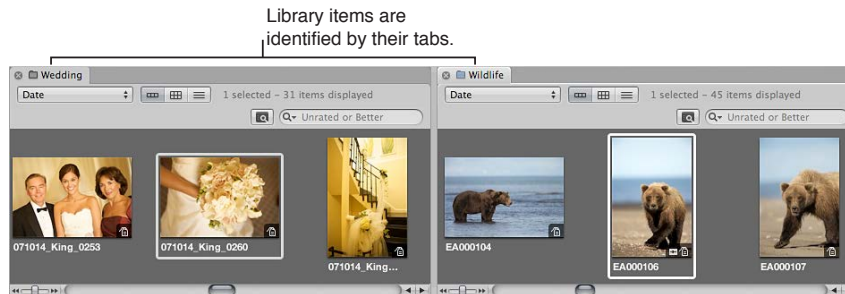 Library items are
identified by their tabs.
Wedding
Wildlife
Date
1 selected – 31 items displayed
Unrated or Better
Date
1 selected – 45 items displayed
Unrated or Better
071014_King_0253
071014_King_0260
071014_King...
EA000104
EA000106
EA000107